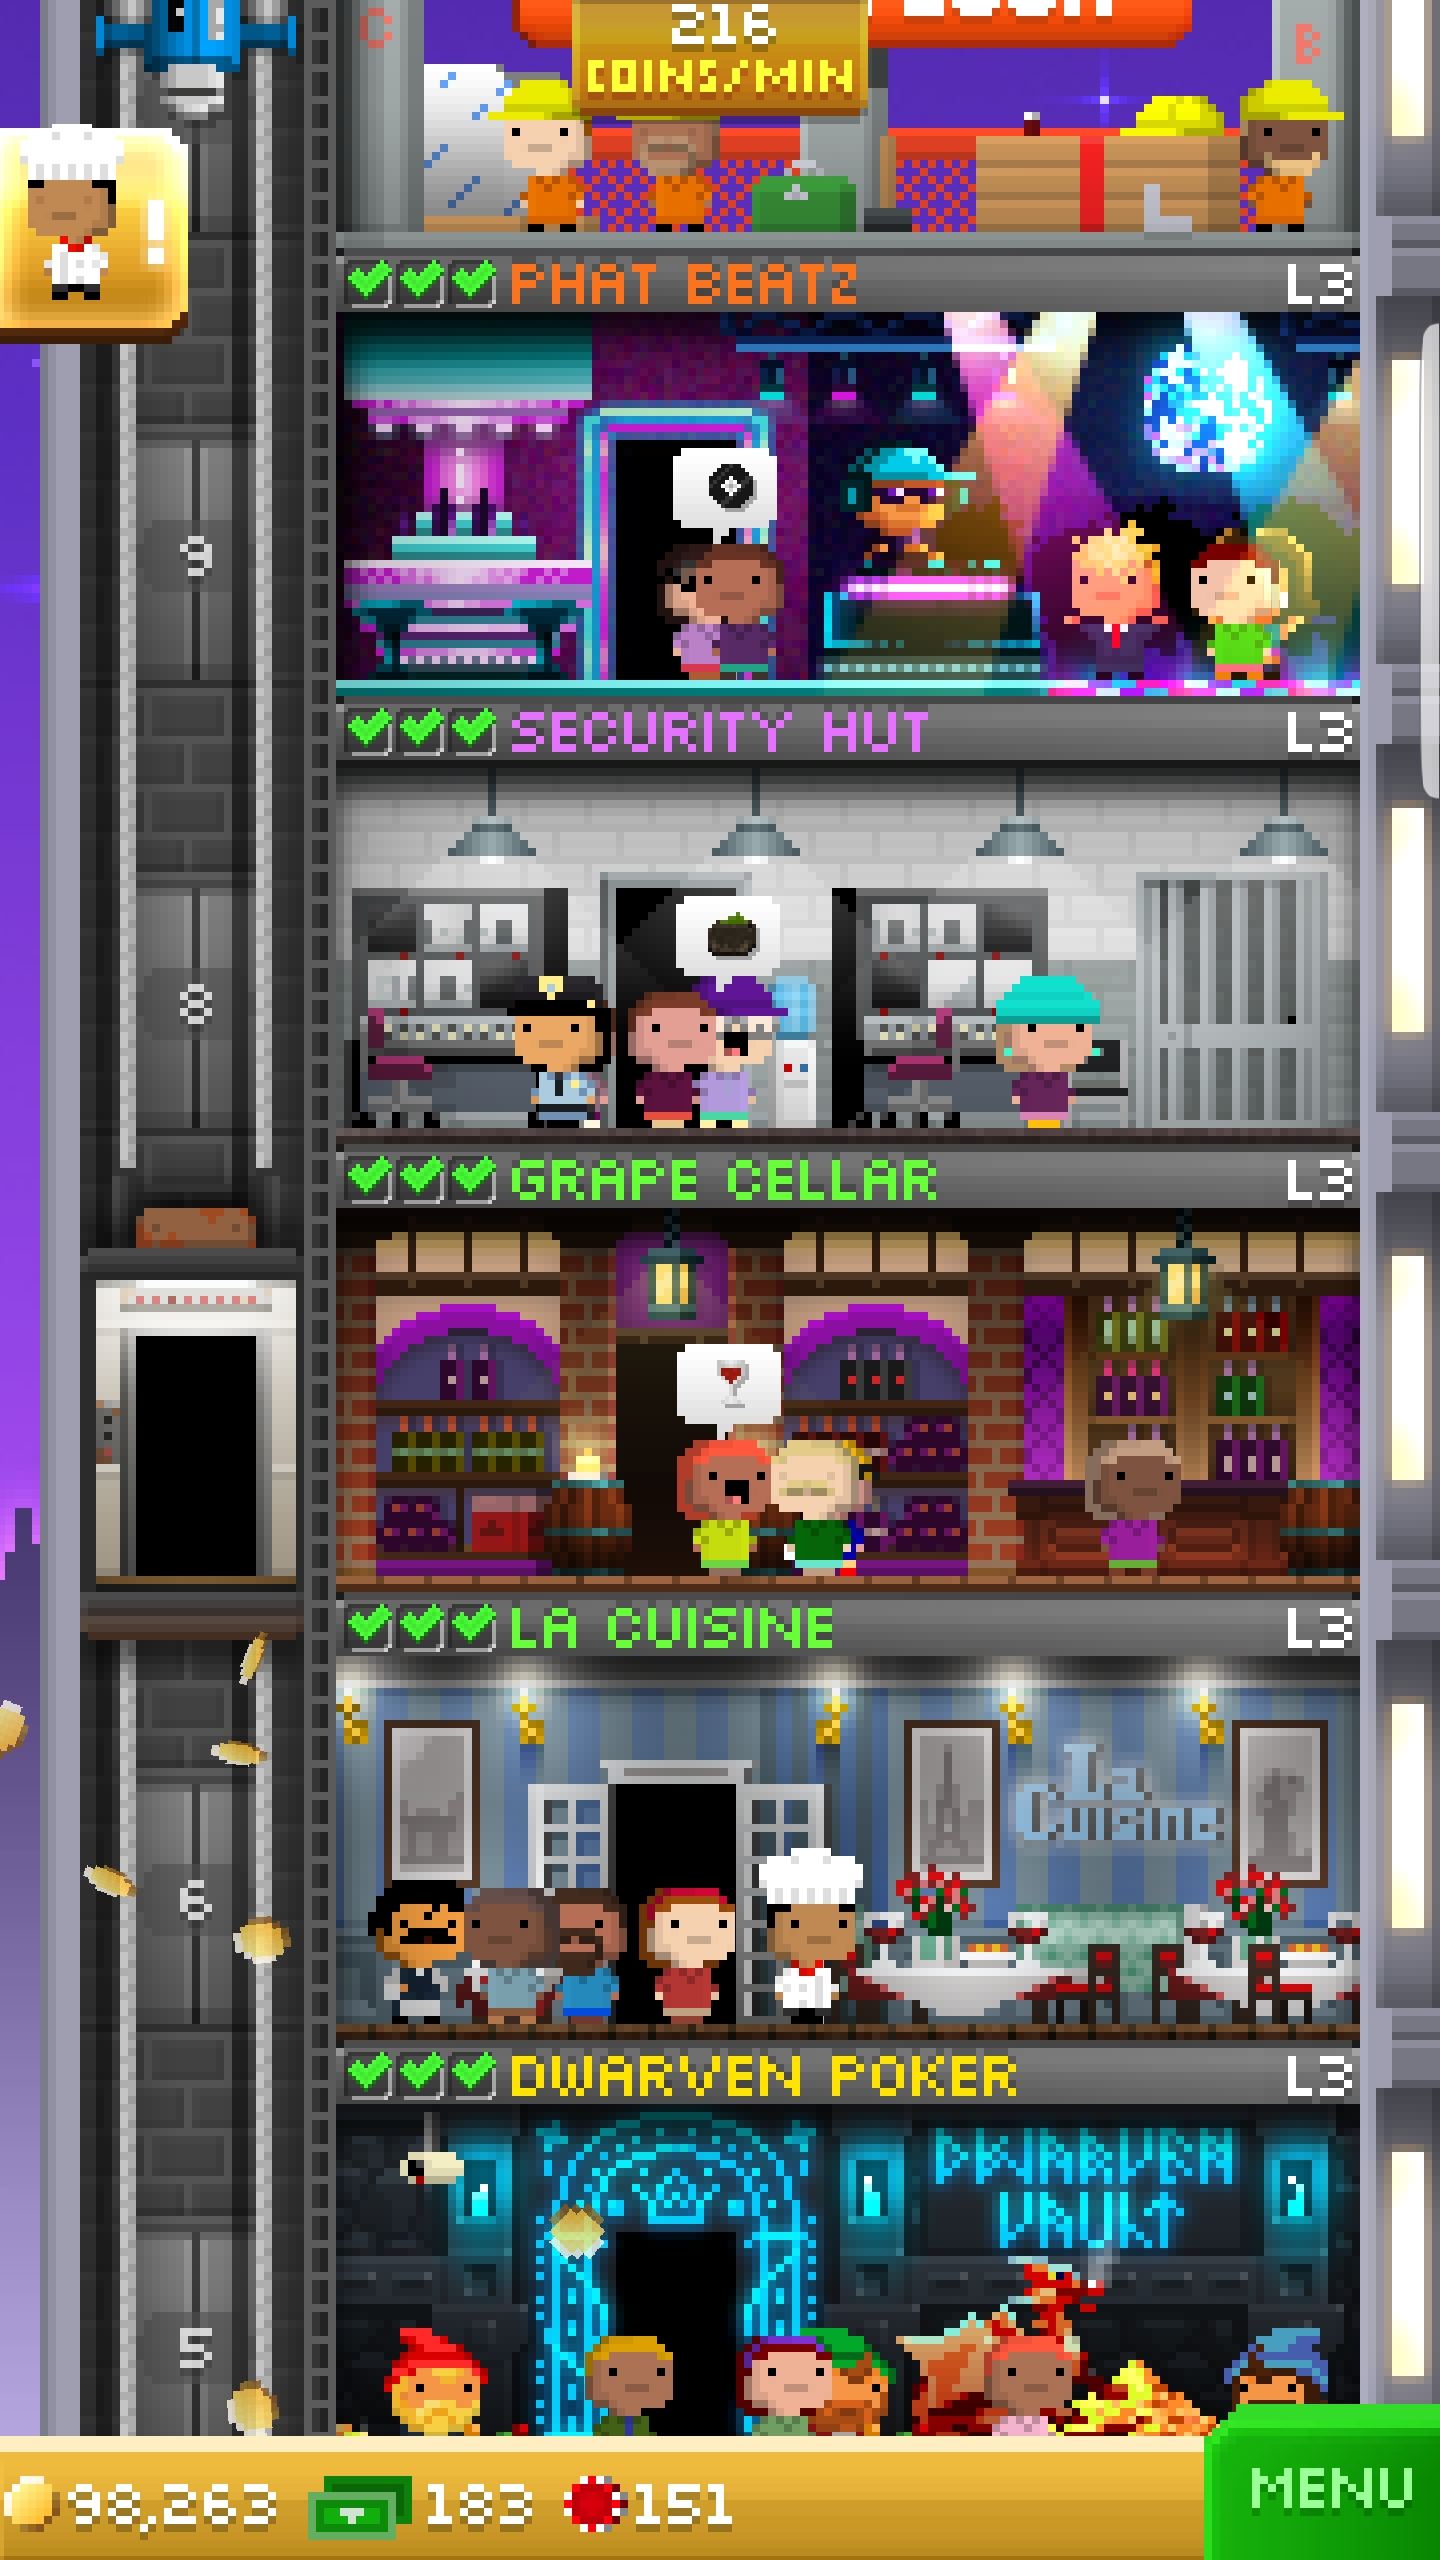 216
COINS/MIN
C
B
!
PHAT BEATZ
L3
9
SECURITY HUT
L3
8
GRAPE CELLAR
L3
LA CUISINE
L3
La
Cuisine
6
DWARVEN POKER
L3
DWARVEN
VAULT
5
98,263
183
151
MENU